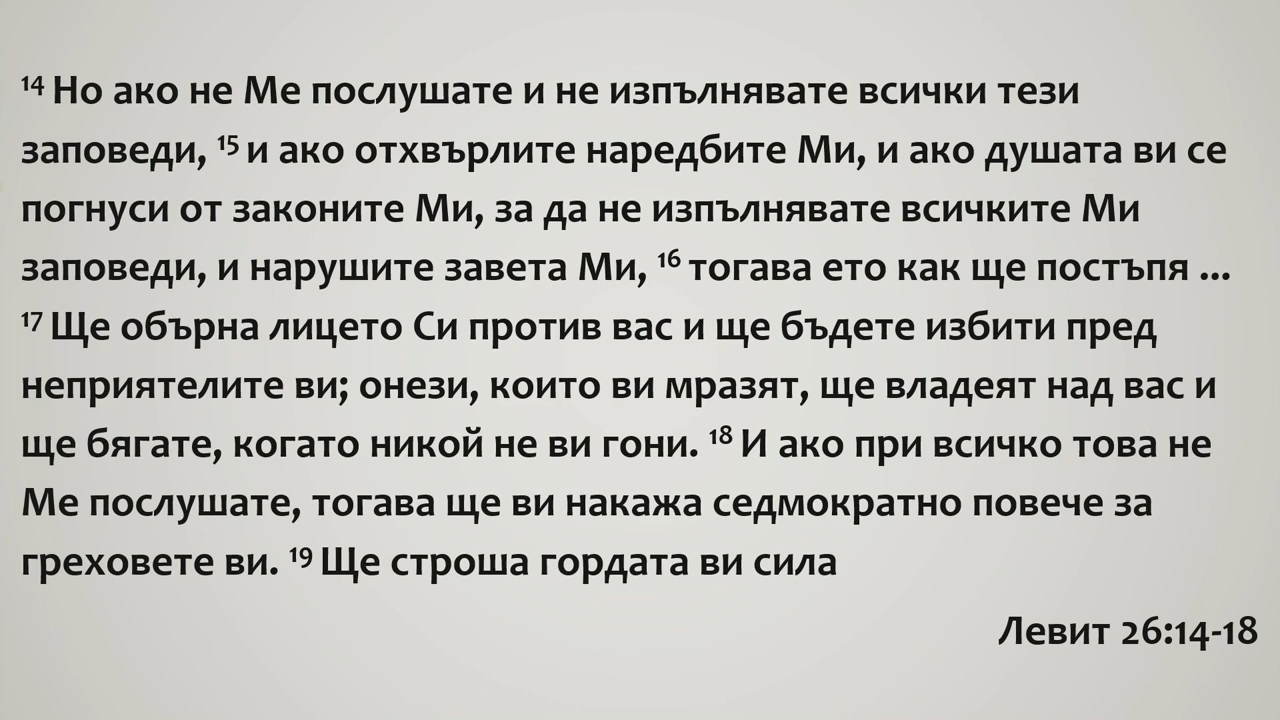 ¹⁴ Но ако не Ме послушате и не изпълнявате всички тези
заповеди, ¹⁵ и ако отхвърлите наредбите Ми, и ако душата ви се
погнуси от законите Ми, за да не изпълнявате всичките Ми
заповеди, и нарушите завета Ми, ¹⁶ тогава ето как ще постъпя ...
¹⁷ Ще обърна лицето Си против вас и ще бъдете избити пред
неприятелите ви; онези, които ви мразят, ще владеят над вас и
ще бягате, когато никой не ви гони. ¹⁸ И ако при всичко това не
Ме послушате, тогава ще ви накажа седмократно повече за
греховете ви. ¹⁹ Ще строша гордата ви сила
Левит 26:14-18